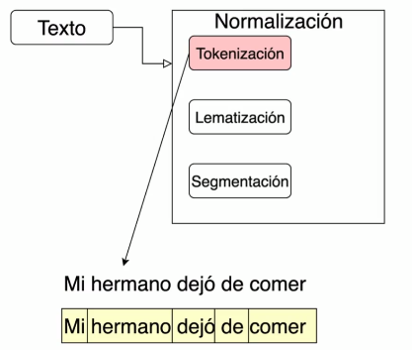 Normalización
Texto
Tokenización
Lematización
Segmentación
Mi hermano dejó de comer
Mi hermano dejó de comer